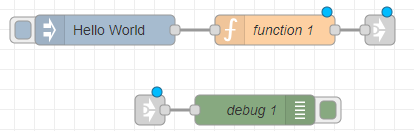 Hello World
function 1
debug 1